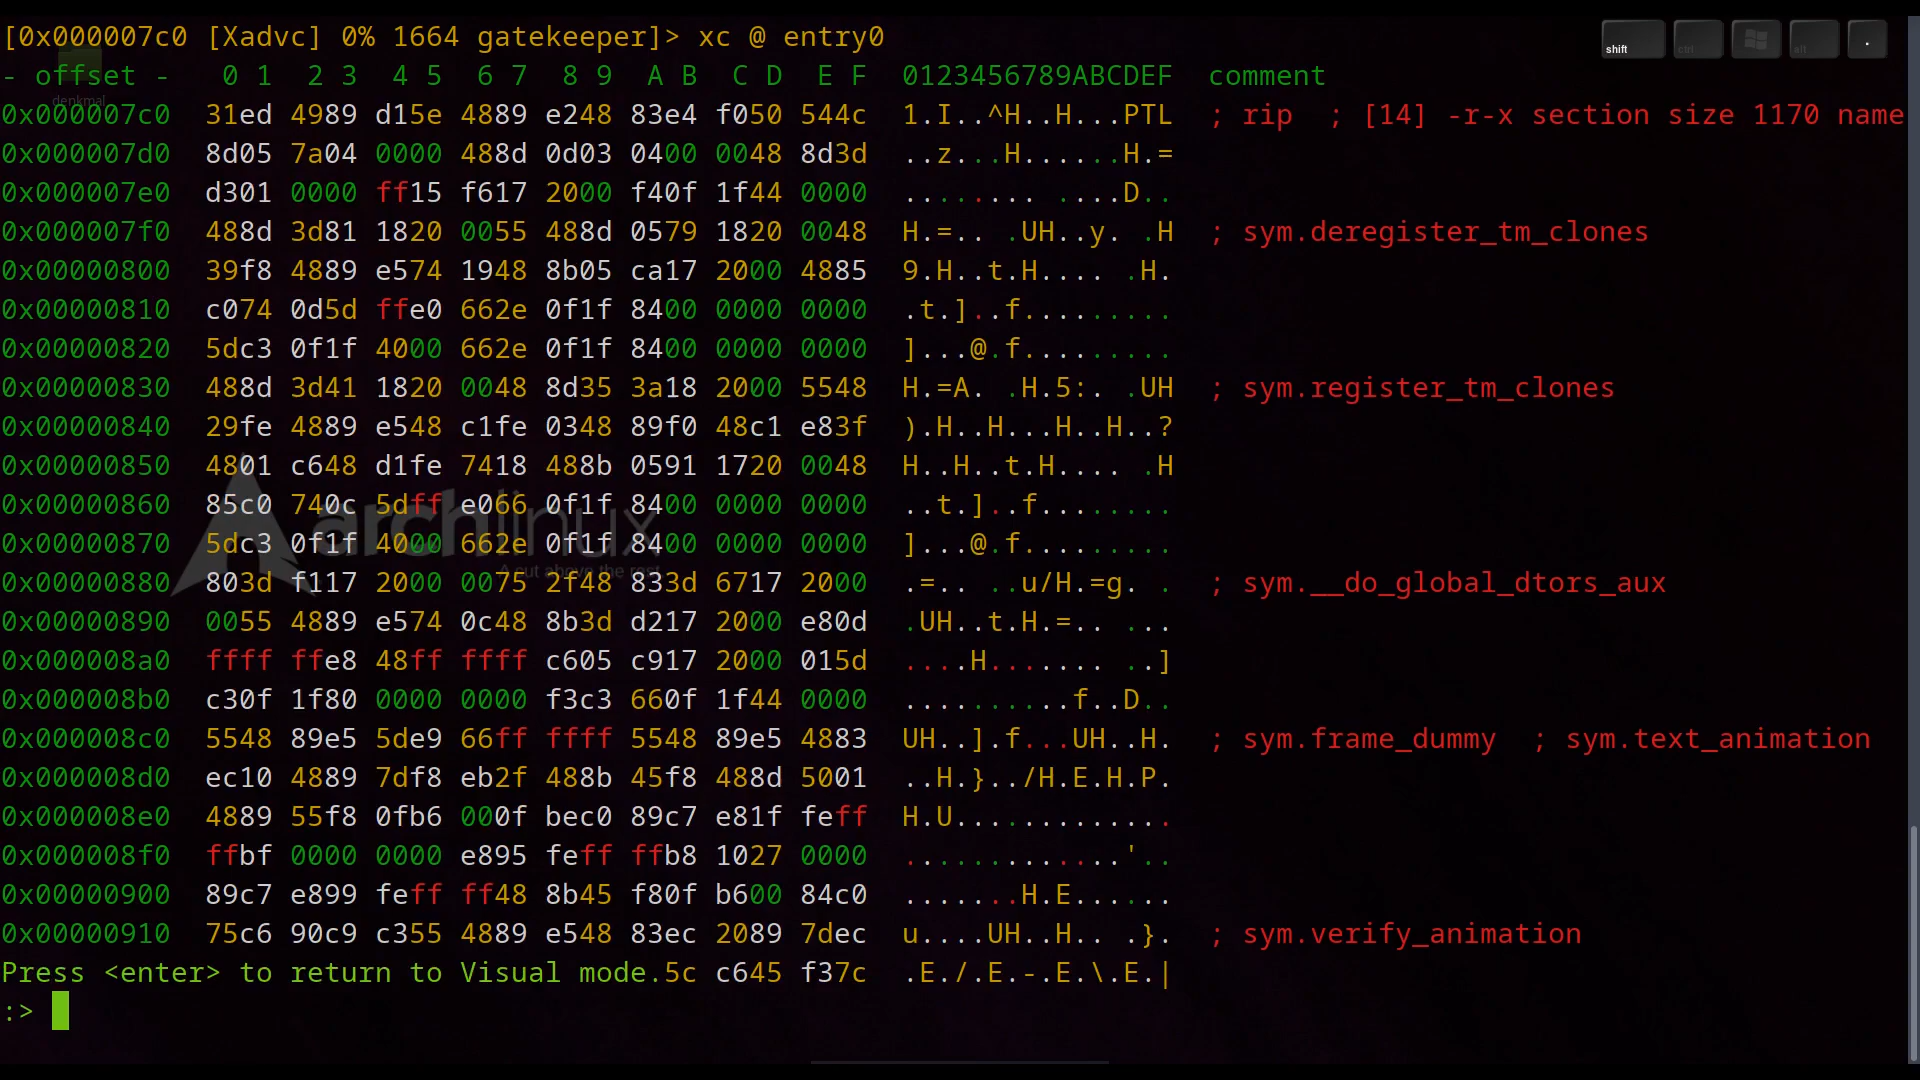 [0x000007c0 [Xadvc] 0% 1664 gatekeeper]> xc @ entry0
shift ctrl alt .
- offset -   0 1  2 3  4 5  6 7  8 9  A B  C D  E F  0123456789ABCDEF  comment
denkmal
0x000007c0  31ed 4989 d15e 4889 e248 83e4 f050 544c  1.I..^H..H...PTL  ; rip  ; [14] -r-x section size 1170 name
0x000007d0  8d05 7a04 0000 488d 0d03 0400 0048 8d3d  ..z...H......H.=
0x000007e0  d301 0000 ff15 f617 2000 f40f 1f44 0000  ........ ....D..
0x000007f0  488d 3d81 1820 0055 488d 0579 1820 0048  H.=.. .UH..y. .H  ; sym.deregister_tm_clones
0x00000800  39f8 4889 e574 1948 8b05 ca17 2000 4885  9.H..t.H.... .H.
0x00000810  c074 0d5d ffe0 662e 0f1f 8400 0000 0000  .t.]..f.........
0x00000820  5dc3 0f1f 4000 662e 0f1f 8400 0000 0000  ]...@.f.........
0x00000830  488d 3d41 1820 0048 8d35 3a18 2000 5548  H.=A. .H.5:. .UH  ; sym.register_tm_clones
0x00000840  29fe 4889 e548 c1fe 0348 89f0 48c1 e83f  ).H..H...H..H..?
0x00000850  4801 c648 d1fe 7418 488b 0591 1720 0048  H..H..t.H.... .H
0x00000860  85c0 740c 5dff e066 0f1f 8400 0000 0000  ..t.]..f........
archlinux
0x00000870  5dc3 0f1f 4000 662e 0f1f 8400 0000 0000  ]...@.f.........
A cut above the rest
0x00000880  803d f117 2000 0075 2f48 833d 6717 2000  .=.. ..u/H.=g. .  ; sym.__do_global_dtors_aux
0x00000890  0055 4889 e574 0c48 8b3d d217 2000 e80d  .UH..t.H.=.. ...
0x000008a0  ffff ffe8 48ff ffff c605 c917 2000 015d  ....H....... ..]
0x000008b0  c30f 1f80 0000 0000 f3c3 660f 1f44 0000  ..........f..D..
0x000008c0  5548 89e5 5de9 66ff ffff 5548 89e5 4883  UH..].f...UH..H.  ; sym.frame_dummy  ; sym.text_animation
0x000008d0  ec10 4889 7df8 eb2f 488b 45f8 488d 5001  ..H.}../H.E.H.P.
0x000008e0  4889 55f8 0fb6 000f bec0 89c7 e81f feff  H.U.............
0x000008f0  ffbf 0000 0000 e895 feff ffb8 1027 0000  .............'..
0x00000900  89c7 e899 feff ff48 8b45 f80f b600 84c0  .......H.E......
0x00000910  75c6 90c9 c355 4889 e548 83ec 2089 7dec  u....UH..H.. .}.  ; sym.verify_animation
Press <enter> to return to Visual mode.5cc c645 f37c  .E./.E.-.E.\.E.|
:>